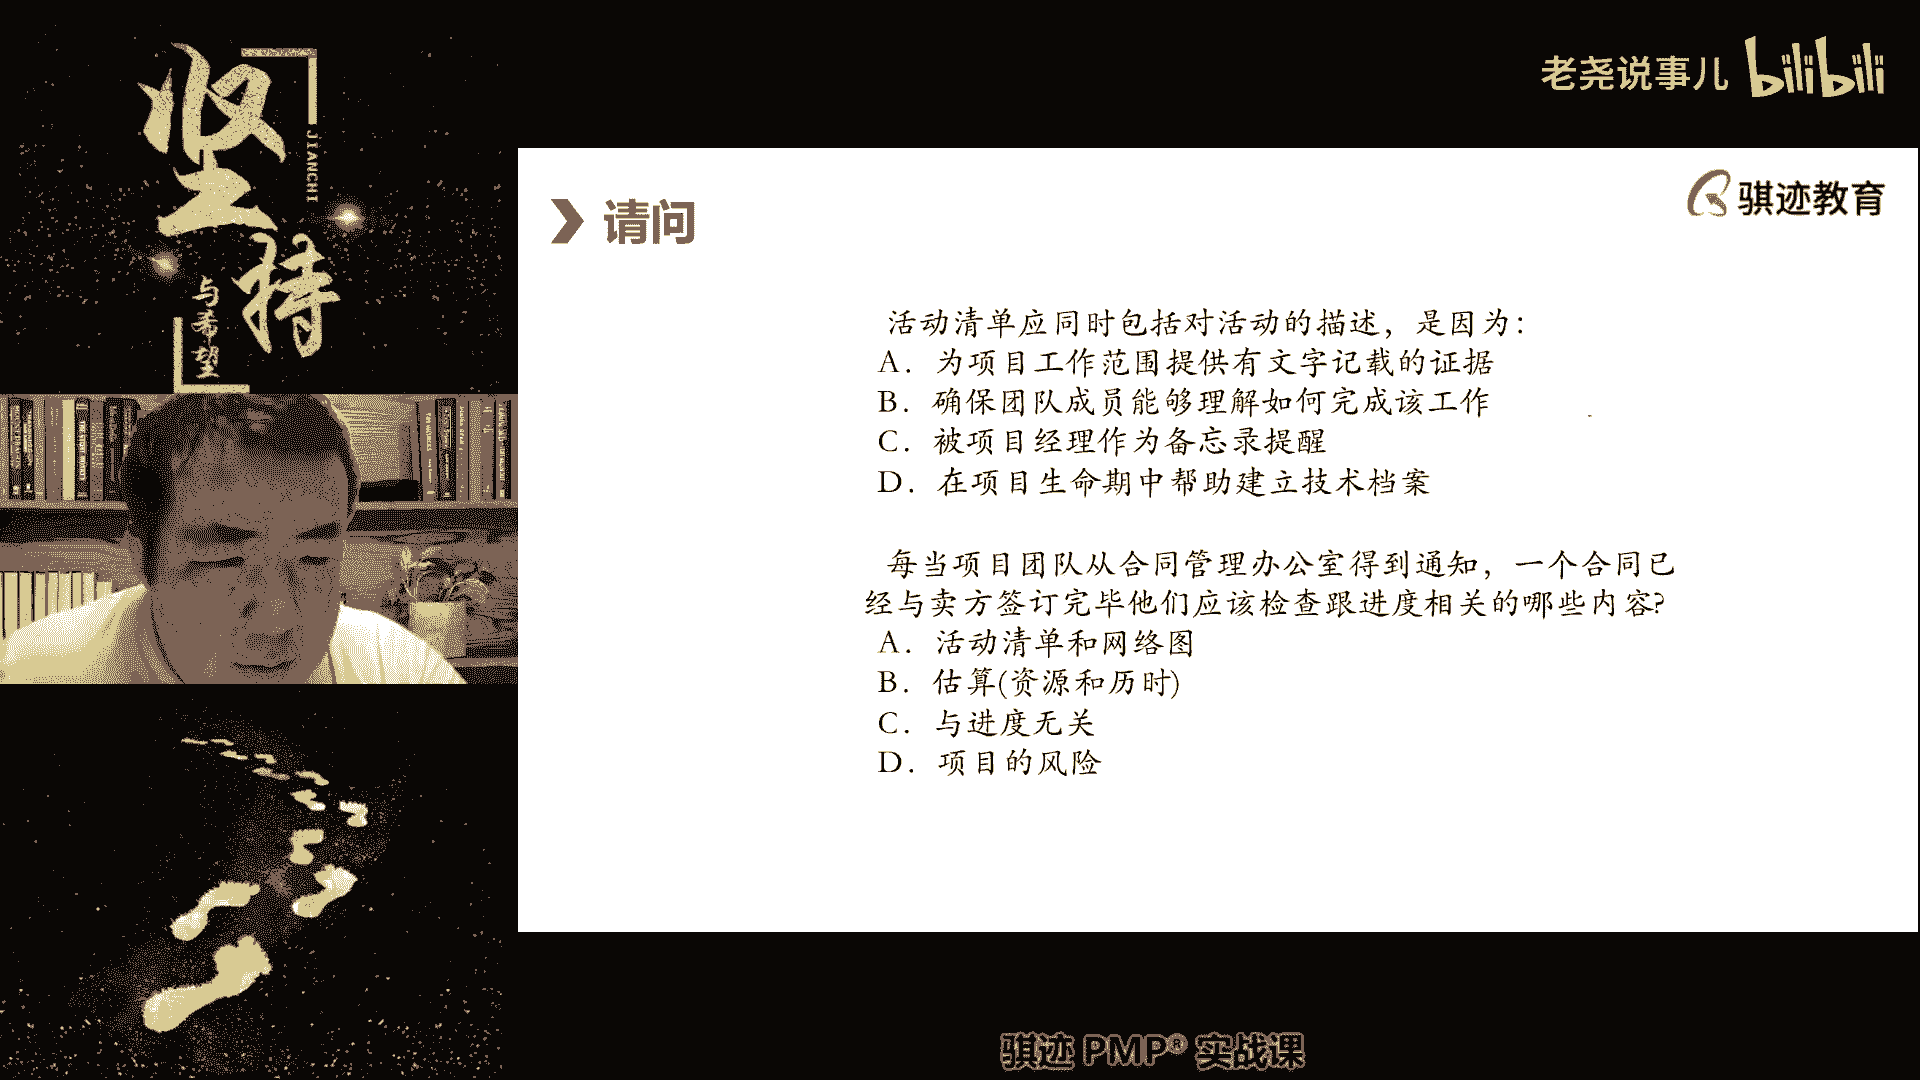 坚持
JIANCHI
与希望
老尧说事儿 bilibili
骐迹教育
请问
活动清单应同时包括对活动的描述，是因为：
A. 为项目工作范围提供有文字记载的证据
B. 确保团队成员能够理解如何完成该工作
C. 被项目经理作为备忘录提醒
D. 在项目生命期中帮助建立技术档案
每当项目团队从合同管理办公室得到通知，一个合同已
经与卖方签订完毕他们应该检查跟进度相关的哪些内容？
A. 活动清单和网络图
B. 估算(资源和历时)
C. 与进度无关
D. 项目的风险
骐迹 PMP® 实战课